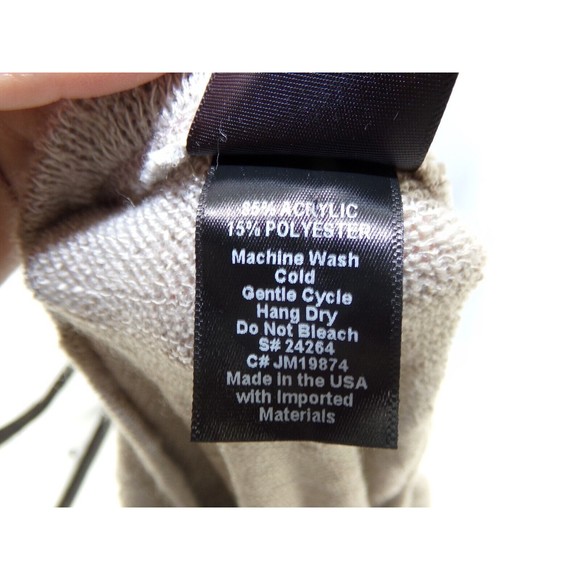 85% ACRYLIC
15% POLYESTER
Machine Wash
Cold
Gentle Cycle
Hang Dry
Do Not Bleach
S# 24264
C# JM19874
Made in the USA
with Imported
Materials